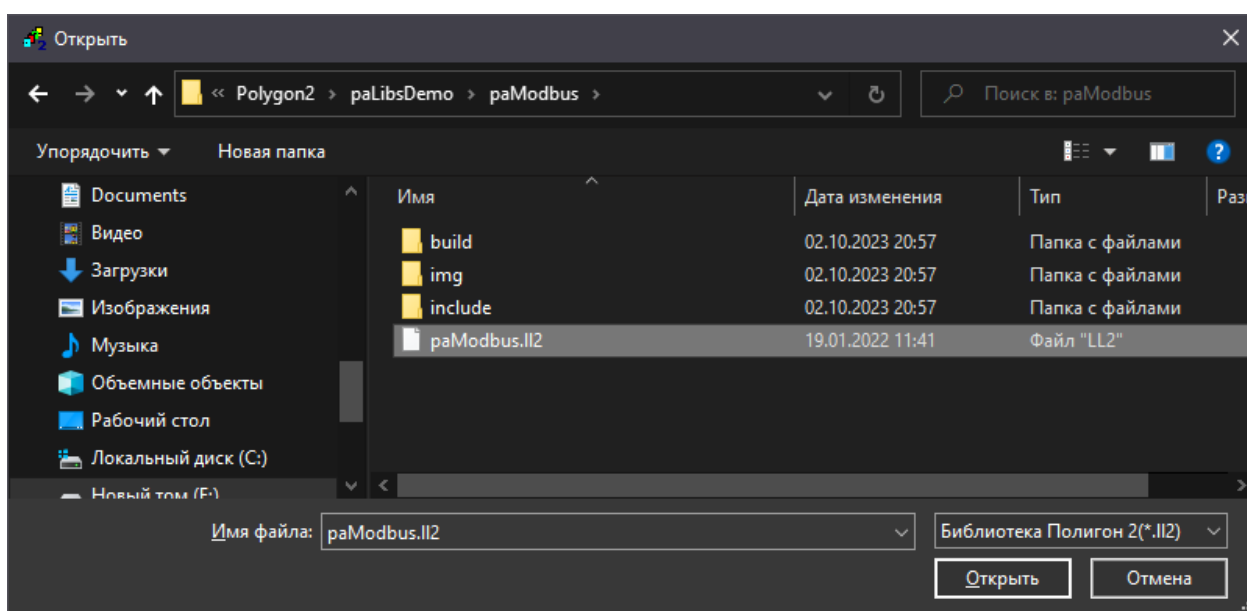 Открыть
« Polygon2 › paLibsDemo › paModbus ›
Поиск в: paModbus
Упорядочить
Новая папка
Имя Дата изменения Тип Раз
Documents
Видео
Загрузки
Изображения
Музыка
Объемные объекты
Рабочий стол
Локальный диск (C:)
Новый том (F:)
build 02.10.2023 20:57 Папка с файлами
img 02.10.2023 20:57 Папка с файлами
include 02.10.2023 20:57 Папка с файлами
paModbus.ll2 19.01.2022 11:41 Файл "LL2"
Имя файла: paModbus.ll2 Библиотека Полигон 2(*.ll2)
Открыть Отмена